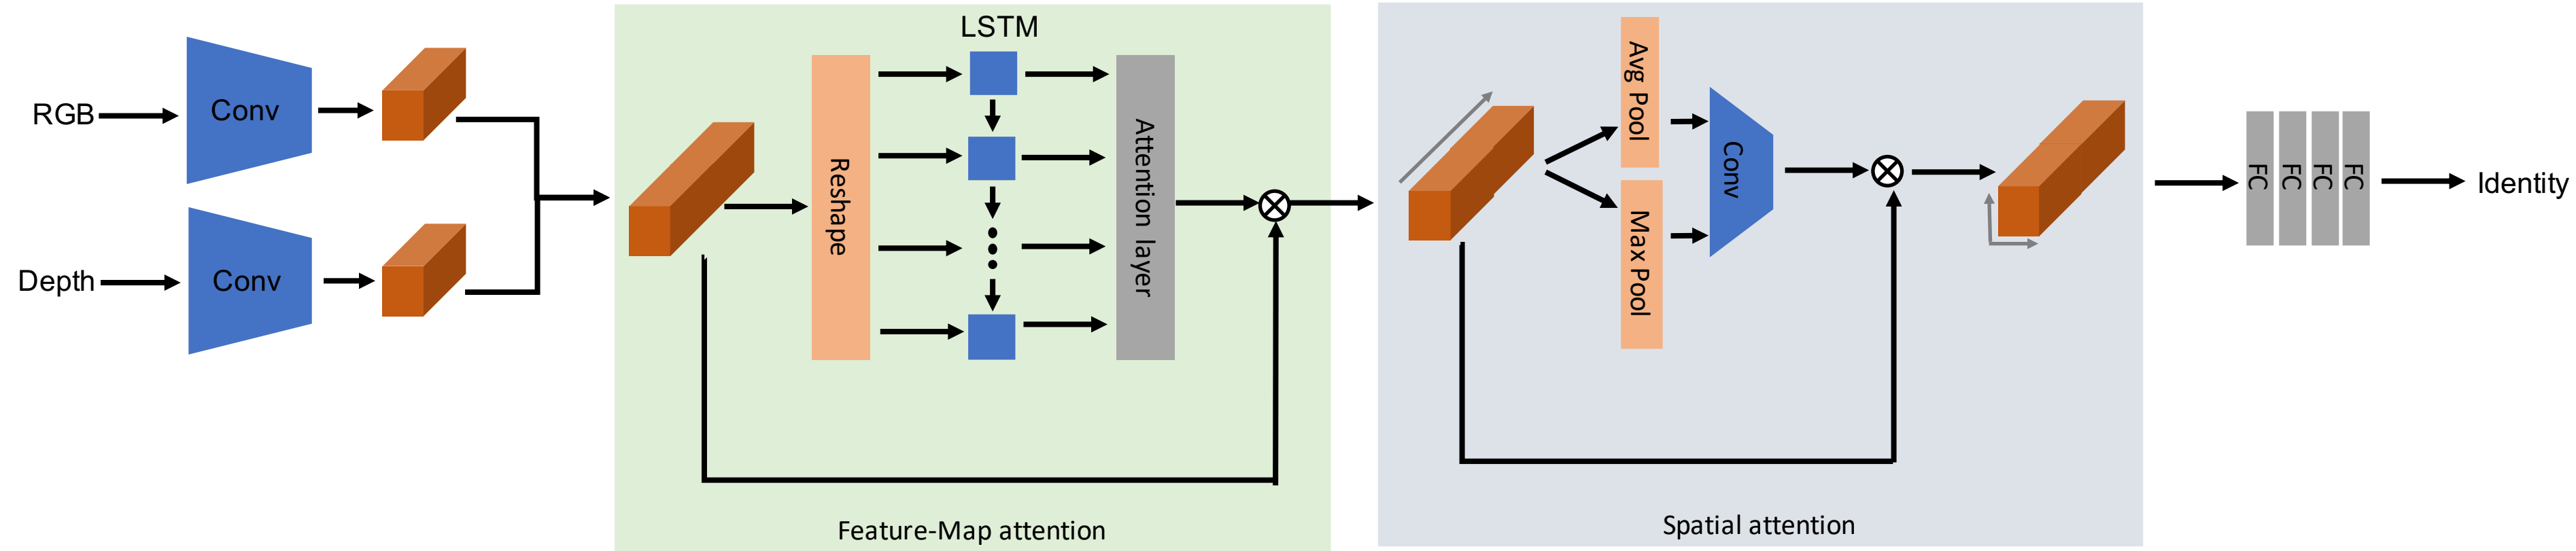 RGB
Conv
Depth
Conv
Reshape
LSTM
Attention layer
Feature-Map attention
Avg Pool
Max Pool
Conv
Spatial attention
FC
FC
FC
FC
Identity